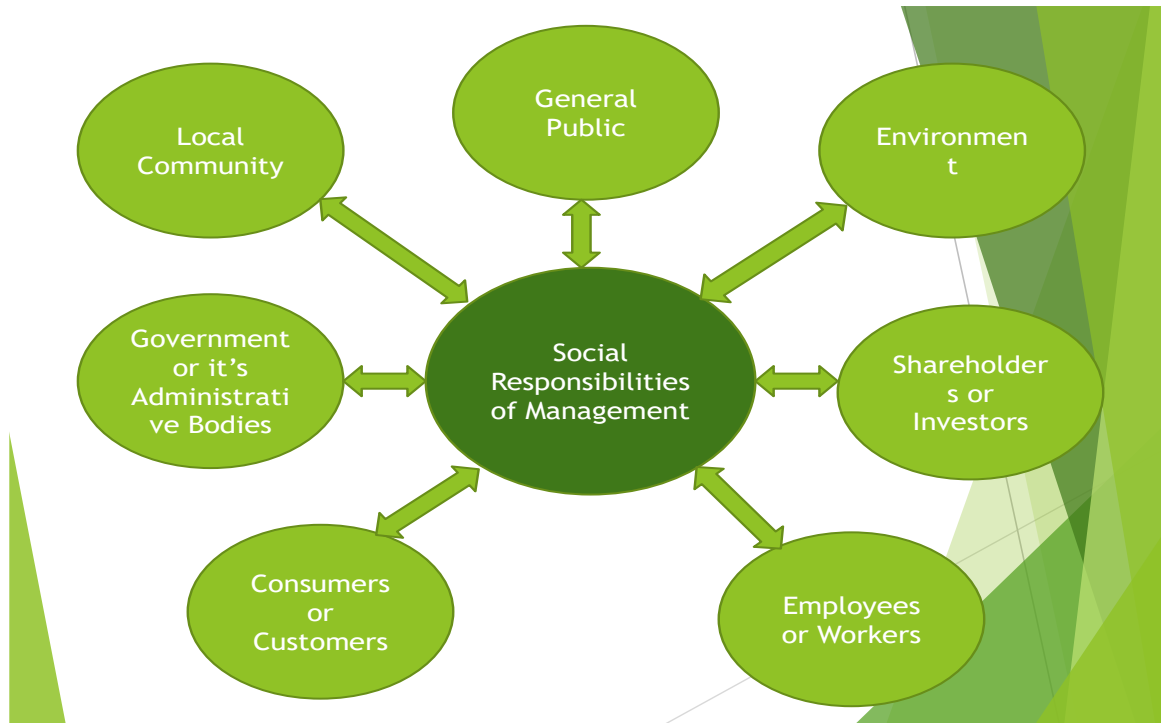 General
Public
Local
Community
Environmen
t
Government
or it’s
Administrati
ve Bodies
Social
Responsibilities
of Management
Shareholder
s or
Investors
Consumers
or
Customers
Employees
or Workers